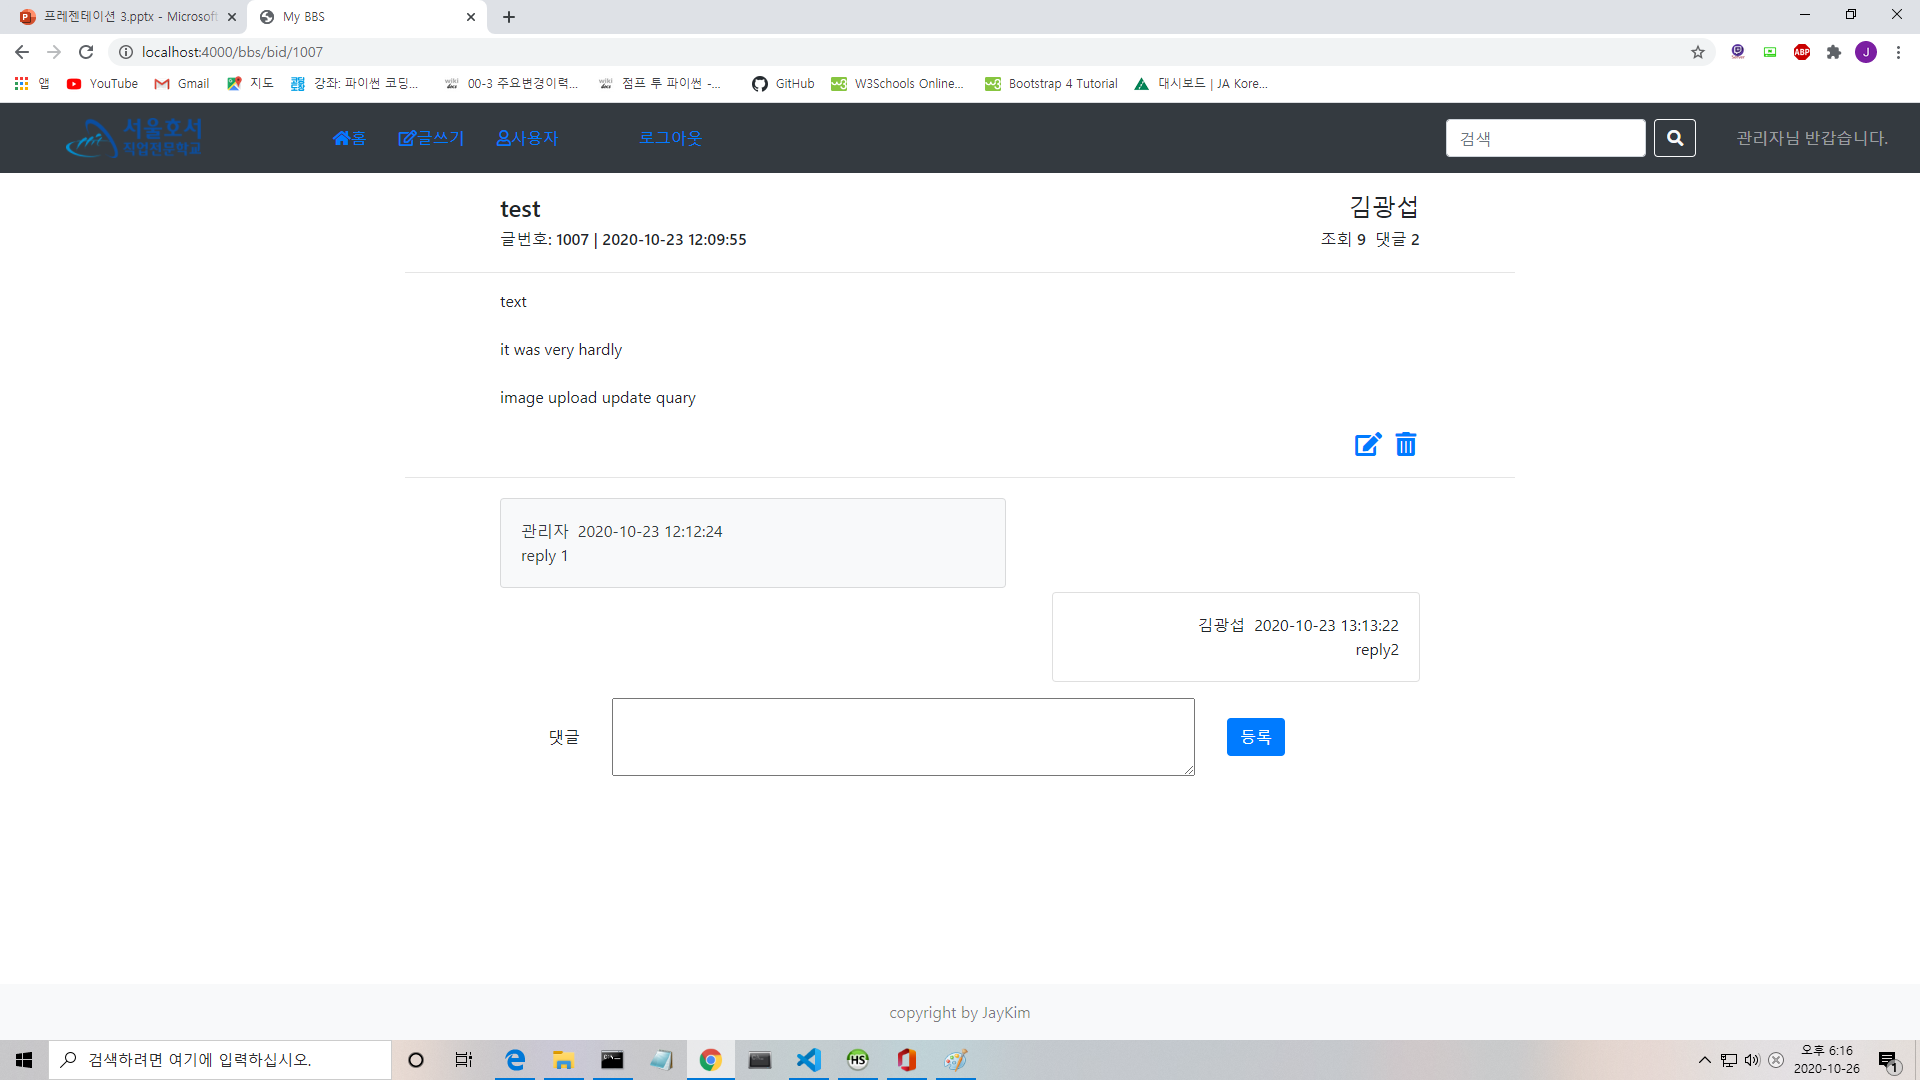 프레젠테이션 3.pptx - Microsoft
My BBS
localhost:4000/bbs/bid/1007
ABP
J
앱
YouTube
Gmail
지도
강좌: 파이썬 코딩...
00-3 주요변경이력...
점프 투 파이썬 -...
GitHub
W3Schools Online...
Bootstrap 4 Tutorial
대시보드 | JA Kore...
서울호서
직업전문학교
홈
글쓰기
사용자
로그아웃
검색
관리자님 반갑습니다.
test
김광섭
글번호: 1007 | 2020-10-23 12:09:55
조회 9 댓글 2
text
it was very hardly
image upload update quary
관리자 2020-10-23 12:12:24
reply 1
김광섭 2020-10-23 13:13:22
reply2
댓글
등록
copyright by JayKim
검색하려면 여기에 입력하십시오.
HS
오후 6:16
2020-10-26
1